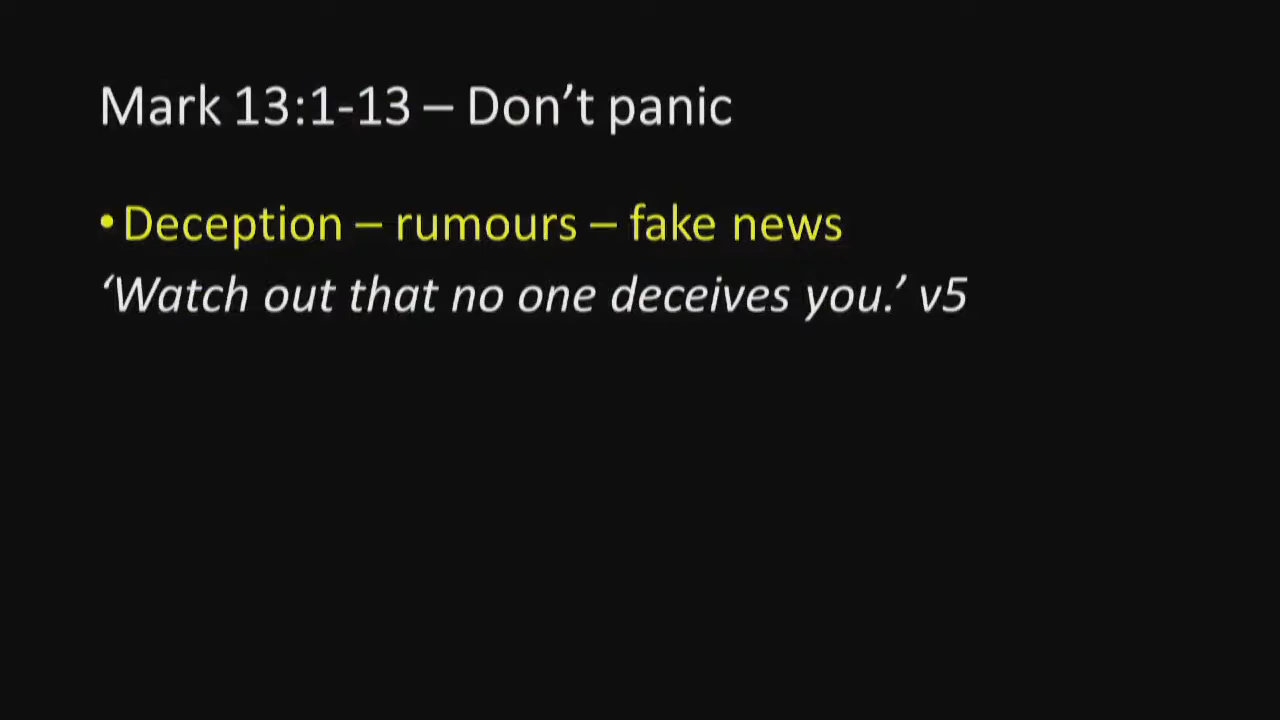 Mark 13:1-13 – Don’t panic
• Deception – rumours – fake news
‘Watch out that no one deceives you.’ v5